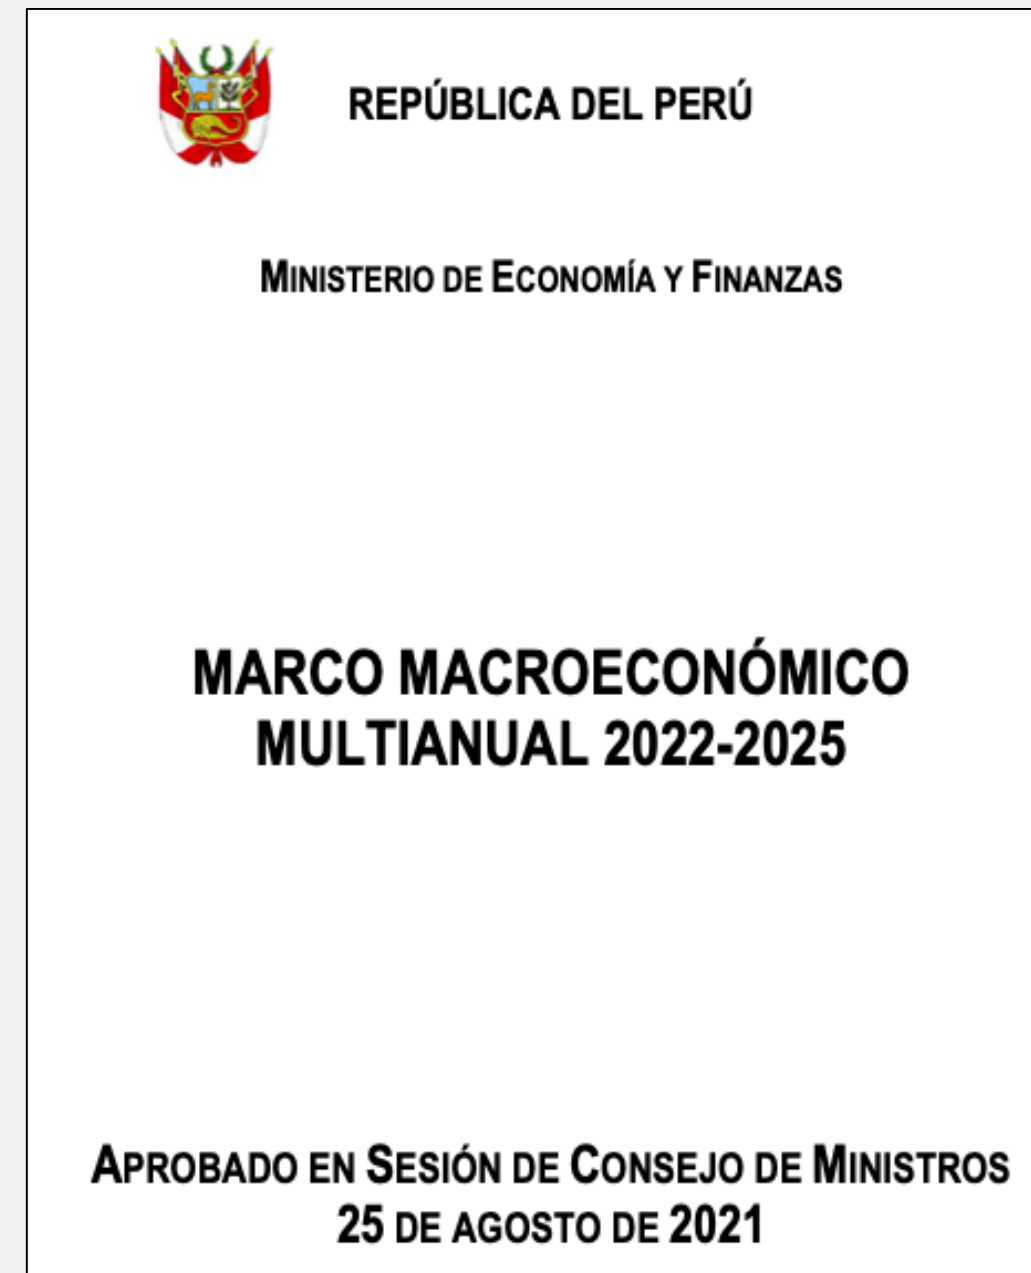 REPÚBLICA DEL PERÚ
MINISTERIO DE ECONOMÍA Y FINANZAS
MARCO MACROECONÓMICO
MULTIANUAL 2022-2025
APROBADO EN SESIÓN DE CONSEJO DE MINISTROS
25 DE AGOSTO DE 2021